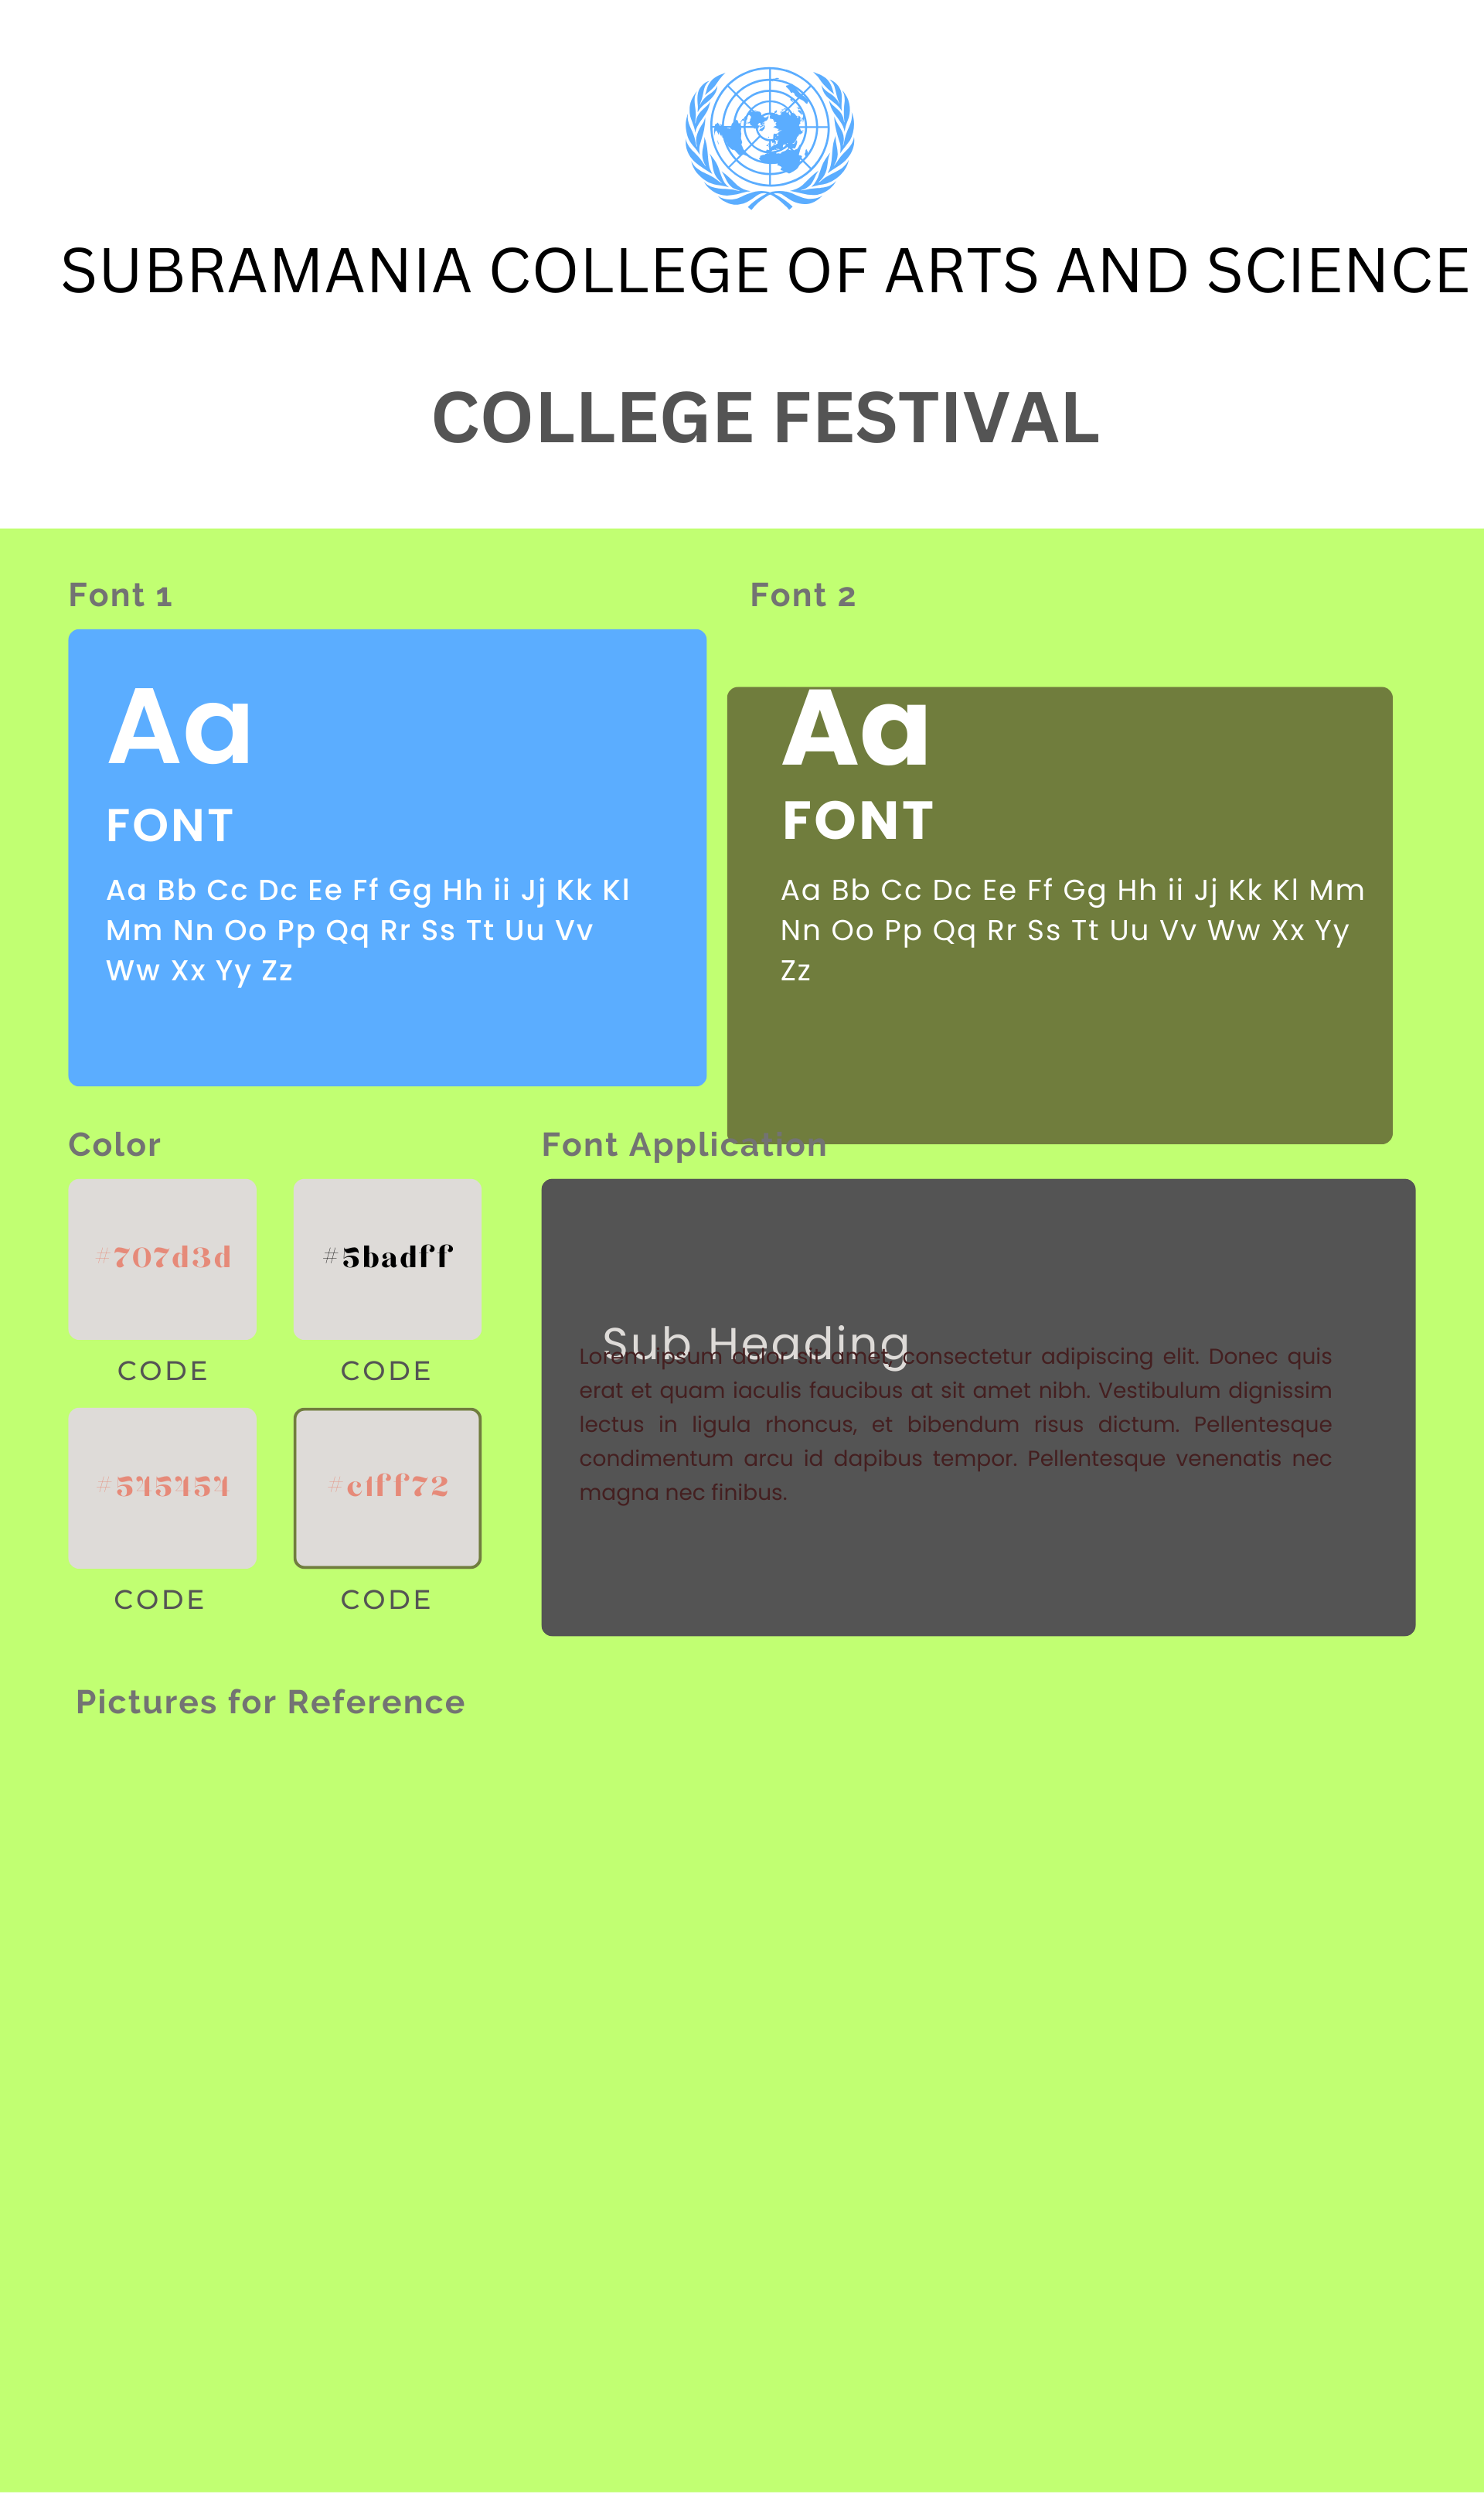 SUBRAMANIA COLLEGE OF ARTS AND SCIENCE
COLLEGE FESTIVAL
Font 1
Aa
FONT
Aa Bb Cc Dc Ee Ff Gg Hh ii Jj Kk Kl
Mm Nn Oo Pp Qq Rr Ss Tt Uu Vv
Ww Xx Yy Zz
Font 2
Aa
FONT
Aa Bb Cc Dc Ee Ff Gg Hh ii Jj Kk Kl Mm
Nn Oo Pp Qq Rr Ss Tt Uu Vv Ww Xx Yy
Zz
Color
#707d3d
#5badff
CODE
CODE
#545454
#c1ff72
CODE
CODE
Font Application
Sub Heading
Lorem ipsum dolor sit amet, consectetur adipiscing elit. Donec quis
erat et quam iaculis faucibus at sit amet nibh. Vestibulum dignissim
lectus in ligula rhoncus, et bibendum risus dictum. Pellentesque
condimentum arcu id dapibus tempor. Pellentesque venenatis nec
magna nec finibus.
Pictures for Reference